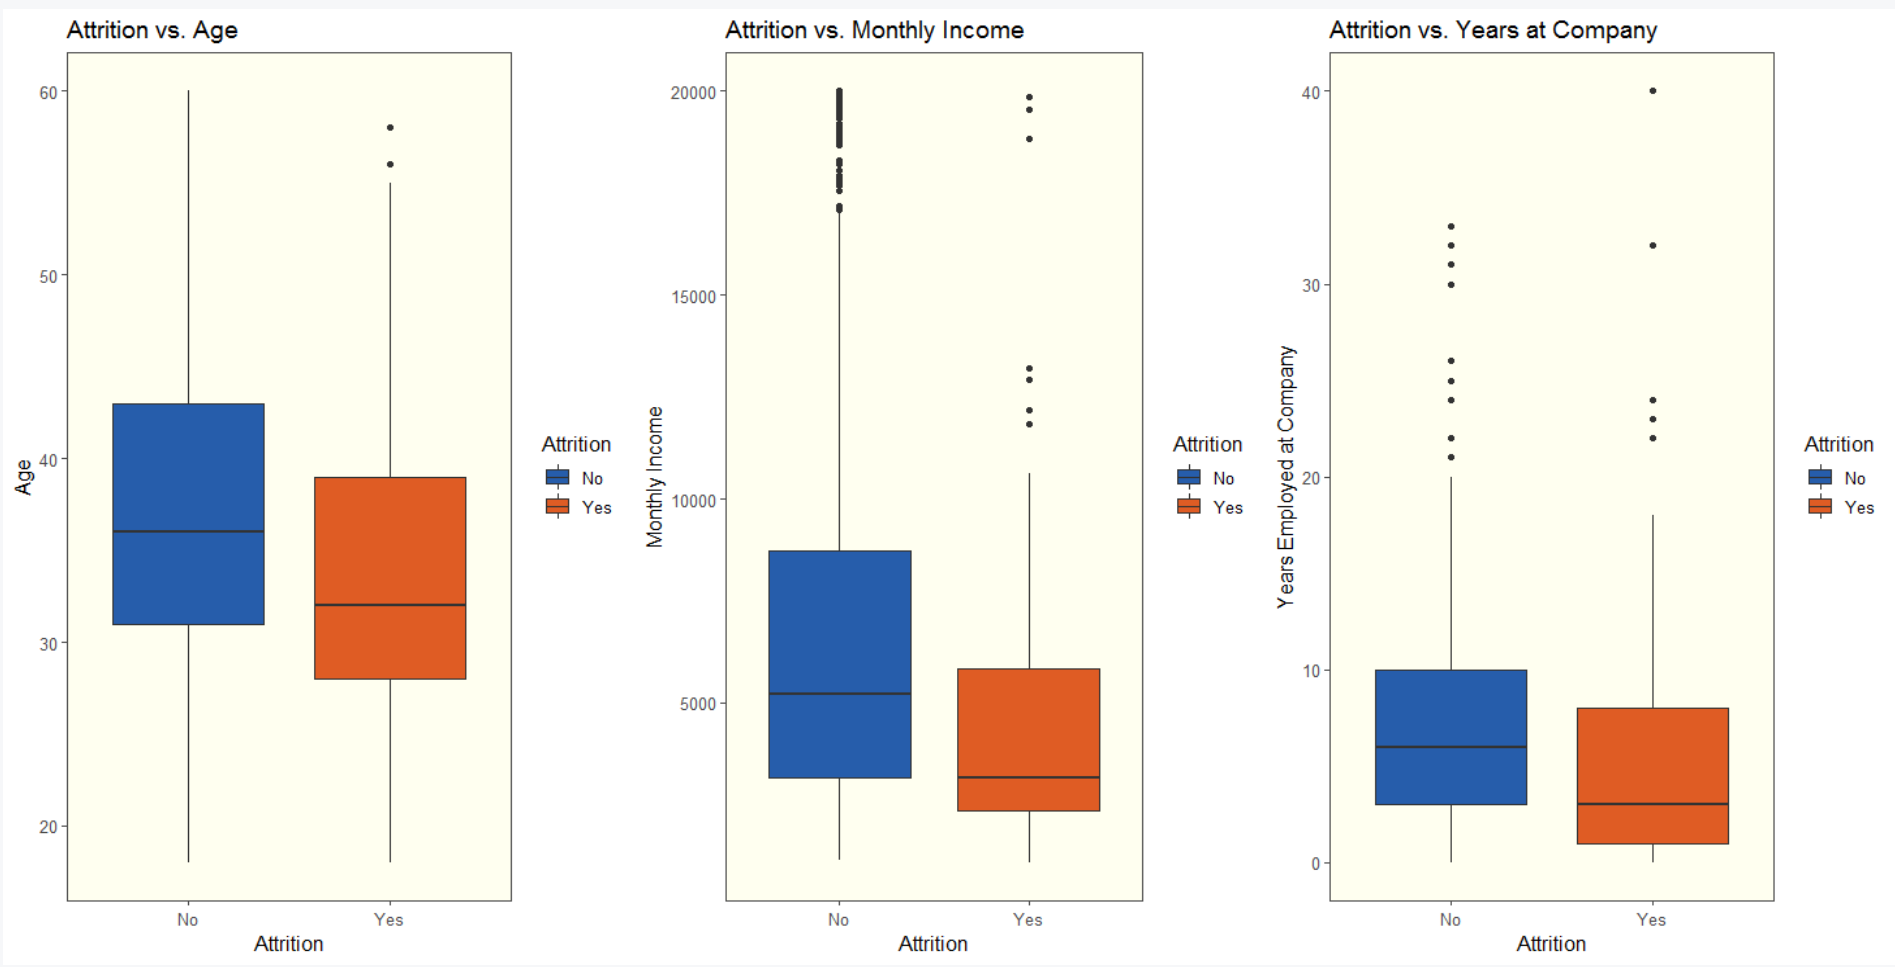 Attrition vs. Age
60
50
40
30
20
Age
No
Yes
Attrition
Attrition
No
Yes
Attrition vs. Monthly Income
20000
15000
10000
5000
Monthly Income
No
Yes
Attrition
Attrition
No
Yes
Attrition vs. Years at Company
40
30
20
10
0
Years Employed at Company
No
Yes
Attrition
Attrition
No
Yes